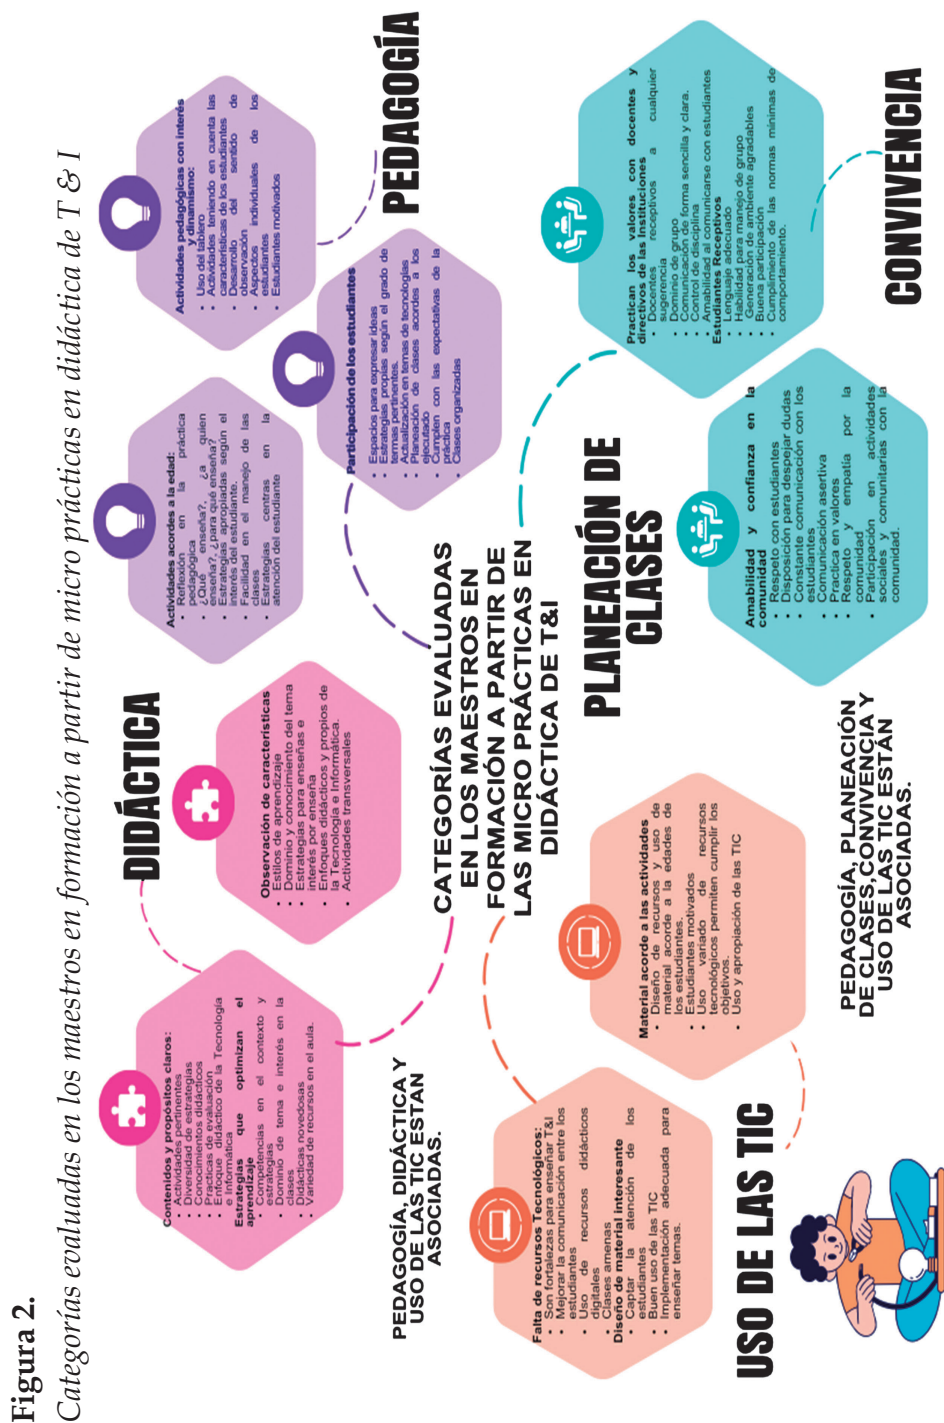 Figura 2.
Categorías evaluadas en los maestros en formación a partir de micro prácticas en didáctica de T & I
DIDÁCTICA
Contenidos y propósitos claros:
• Actividades pertinentes
• Diversidad de estrategias
• Conocimientos didácticos
• Practicas de evaluación
• Enfoque didáctico de la Tecnología
e Informática
Estrategias que optimizan el
aprendizaje
• Competencias en el contexto y
estrategias
• Dominio de tema e interés en la
clases
• Didácticas novedosas
• Variedad de recursos en el aula.
Observación de características
• Estilos de aprendizaje
• Dominio y conocimiento del tema
• Estrategias para enseñas e
interés por enseña
• Enfoques didácticos y propios de
la Tecnología e Informática.
• Actividades transversales
Actividades acordes a la edad:
• Reflexión en la práctica
pedagógica
• ¿Qué enseña?, ¿a quien
enseña?, ¿para qué enseña?
• Estrategias apropiadas según el
interés del estudiante.
• Facilidad en el manejo de las
clases
• Estrategias centras en la
atención del estudiante
Actividades pedagógicas con interés
y dinamismo:
• Uso del tablero
• Actividades teniendo en cuenta las
características de los estudiantes
• Desarrollo del sentido de
observación
• Aspectos individuales de los
estudiantes
• Estudiantes motivados
Participación de los estudiantes
• Espacios para expresar ideas
• Estrategias propias según el grado de
temas pertinentes.
• Actualización en temas de tecnologías
• Planeación de clases acordes a los
ejecutado
• Cumplen con las expectativas de la
práctica
• Clases organizadas
PEDAGOGÍA
PEDAGOGÍA, DIDÁCTICA Y
USO DE LAS TIC ESTAN
ASOCIADAS.
CATEGORÍAS EVALUADAS
EN LOS MAESTROS EN
FORMACIÓN A PARTIR DE
LAS MICRO PRÁCTICAS EN
DIDÁCTICA DE T&I
Falta de recursos Tecnológicos:
• Son fortalezas para enseñar T&I
• Mejorar la comunicación entre los
estudiantes
• Uso de recursos didácticos
digitales
• Clases amenas
Diseño de material interesante
• Captar la atención de los
estudiantes
• Buen uso de las TIC
• Implementación adecuada para
enseñar temas.
Material acorde a las actividades
• Diseño de recursos y uso de
material acorde a la edades de
los estudiantes.
• Estudiantes motivados
• Uso variado de recursos
tecnológicos permiten cumplir los
objetivos.
• Uso y apropiación de las TIC
USO DE LAS TIC
PLANEACIÓN DE
CLASES
Amabilidad y confianza en la
comunidad
• Respeto con estudiantes
• Disposición para despejar dudas
• Constante comunicación con los
estudiantes
• Comunicación asertiva
• Practica en valores
• Respeto y empatía por la
comunidad
• Participación en actividades
sociales y comunitarias con la
comunidad.
Practican los valores con docentes y
directivos de las Instituciones
• Docentes receptivos a cualquier
sugerencia
• Dominio de grupo
• Comunicación de forma sencilla y clara.
• Control de disciplina
• Amabilidad al comunicarse con estudiantes
Estudiantes Receptivos
• Lenguaje adecuado
• Habilidad para manejo de grupo
• Generación de ambiente agradables
• Buena participación
• Cumplimiento de las normas mínimas de
comportamiento.
CONVIVENCIA
PEDAGOGÍA, PLANEACIÓN
DE CLASES,CONVIVENCIA Y
USO DE LAS TIC ESTÁN
ASOCIADAS.